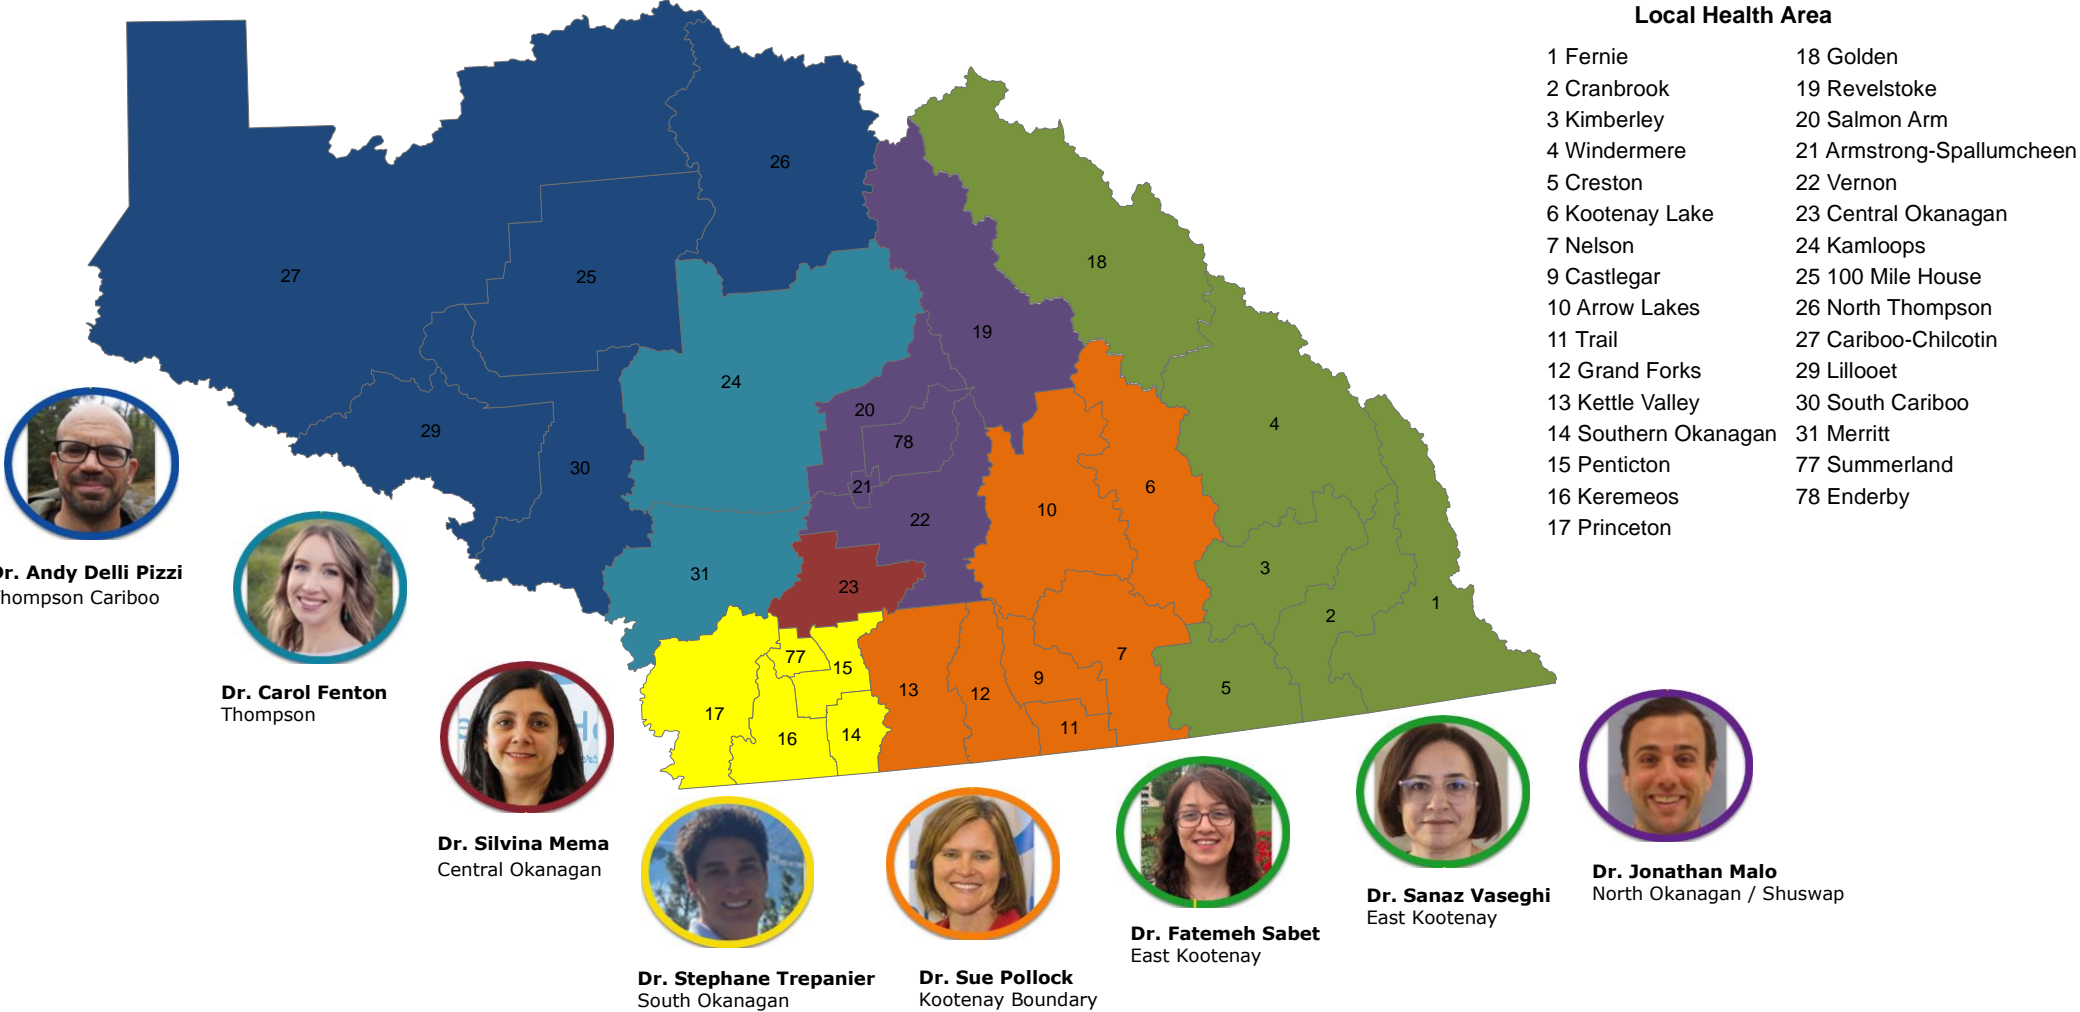 Local Health Area
1 Fernie
2 Cranbrook
3 Kimberley
4 Windermere
5 Creston
6 Kootenay Lake
7 Nelson
9 Castlegar
10 Arrow Lakes
11 Trail
12 Grand Forks
13 Kettle Valley
14 Southern Okanagan
15 Penticton
16 Keremeos
17 Princeton
18 Golden
19 Revelstoke
20 Salmon Arm
21 Armstrong-Spallumcheen
22 Vernon
23 Central Okanagan
24 Kamloops
25 100 Mile House
26 North Thompson
27 Cariboo-Chilcotin
29 Lillooet
30 South Cariboo
31 Merritt
77 Summerland
78 Enderby
26
27
25
18
19
24
20
4
29
78
30
21
6
10
22
3
31
23
1
2
77
7
15
9
5
13
12
17
11
14
16
Dr. Andy Delli Pizzi
Thompson Cariboo
Dr. Carol Fenton
Thompson
Dr. Silvina Mema
Central Okanagan
Dr. Stephane Trepanier
South Okanagan
Dr. Sue Pollock
Kootenay Boundary
Dr. Fatemeh Sabet
East Kootenay
Dr. Sanaz Vaseghi
East Kootenay
Dr. Jonathan Malo
North Okanagan / Shuswap